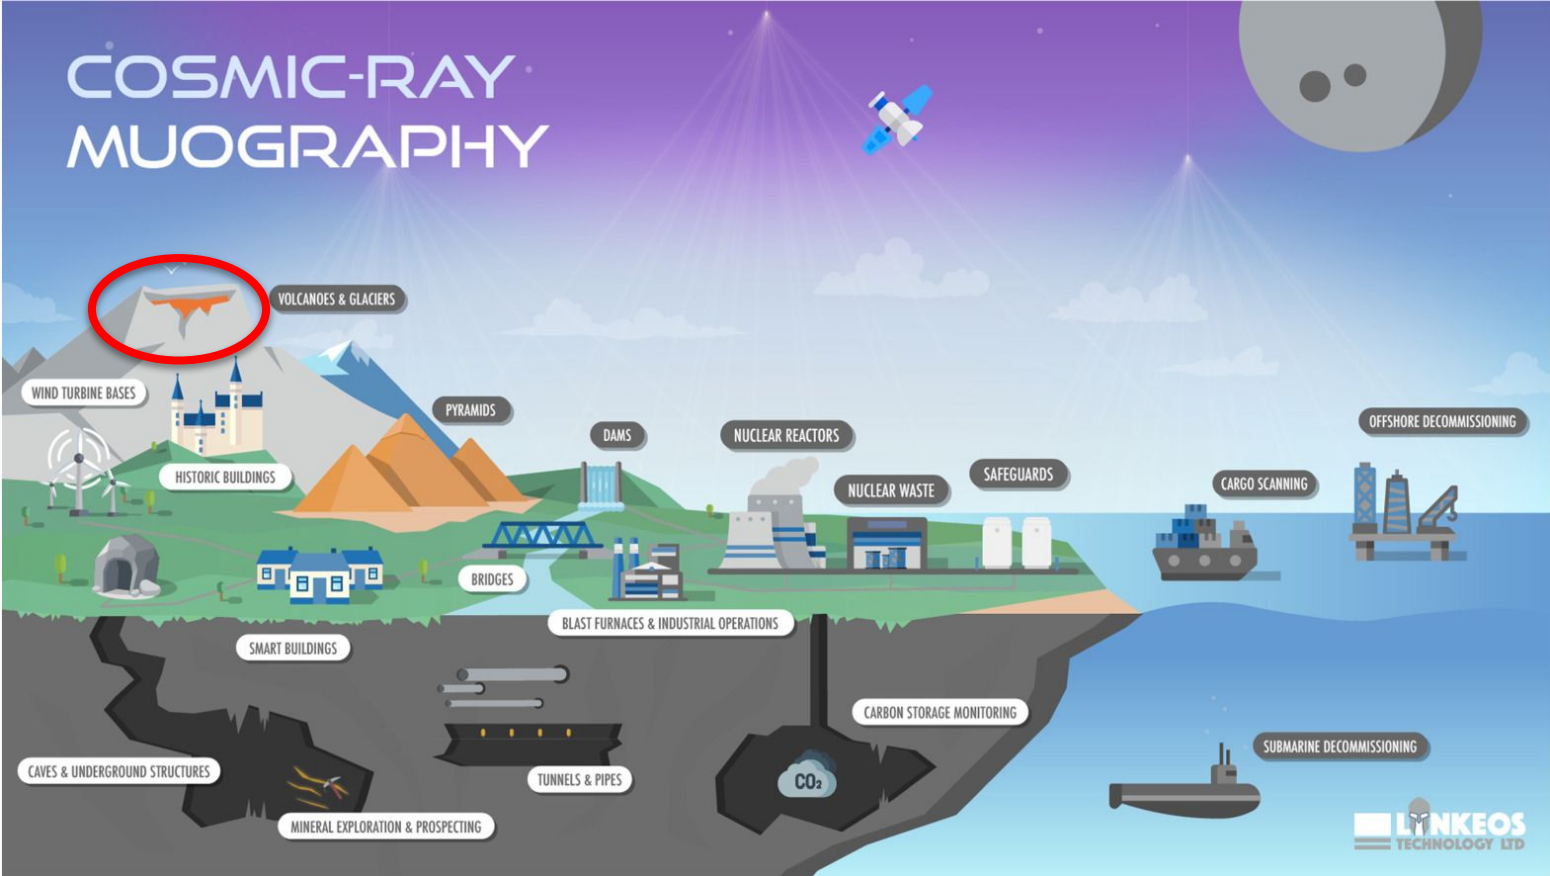 COSMIC-RAY
MUOGRAPHY
VOLCANOES & GLACIERS
WIND TURBINE BASES
PYRAMIDS
HISTORIC BUILDINGS
DAMS
NUCLEAR REACTORS
NUCLEAR WASTE
SAFEGUARDS
CARGO SCANNING
OFFSHORE DECOMMISSIONING
BRIDGES
BLAST FURNACES & INDUSTRIAL OPERATIONS
SMART BUILDINGS
CARBON STORAGE MONITORING
SUBMARINE DECOMMISSIONING
CAVES & UNDERGROUND STRUCTURES
TUNNELS & PIPES
CO₂
MINERAL EXPLORATION & PROSPECTING
LYNKEOS
TECHNOLOGY LTD